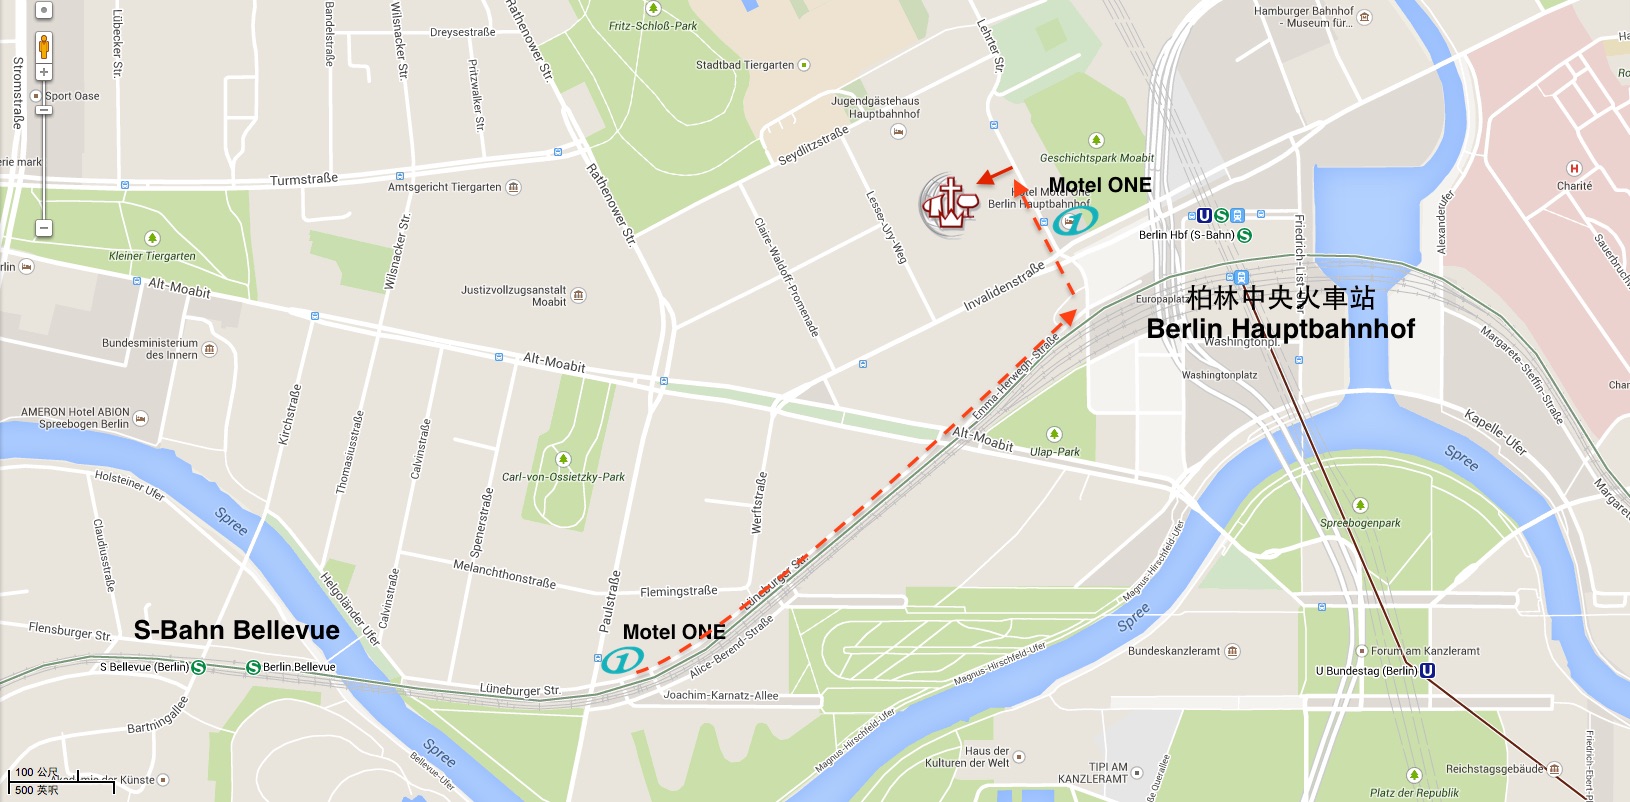 Hamburger Bahnhof
- Museum für...
Lübecker Str.
Bandelstraße
Wilsnacker Str.
Dreysestraße
Rathenower Str.
Fritz-Schloß-Park
Lehrter Str.
Stromstraße
Pritzwalker Str.
Stadtbad Tiergarten
Sport Oase
Jugendgästehaus
Hauptbahnhof
Seydlitzstraße
Geschichtspark Moabit
erie mark
Turmstraße
Amtsgericht Tiergarten
Rathenower Str.
Lesser-Ury-Weg
Motel ONE
Hotel Motel One
Berlin Hauptbahnhof
Charité
Kleiner Tiergarten
Wilsnacker Str.
Claire-Waldoff-Promenade
Berlin Hbf (S-Bahn)
Friedrich-List
Alexanderufer
rlin
Alt-Moabit
Justizvollzugsanstalt
Moabit
Invalidenstraße
Europaplatz
柏林中央火車站
Berlin Hauptbahnhof
Washingtonpl.
Washingtonplatz
Margarete-Steffin-Straße
Bundesministerium
des Innern
Alt-Moabit
Emma-Herwegh-Straße
AMERON Hotel ABION
Spreebogen Berlin
Kirchstraße
Thomasiusstraße
Calvinstraße
Alt-Moabit
Ulap-Park
Kapelle-Ufer
Spree
Holsteiner Ufer
Carl-von-Ossietzky-Park
Spenerstraße
Werftstraße
Spree
Claudiusstraße
Spreebogenpark
Magnus-Hirschfeld-Ufer
Melanchthonstraße
Lüneburger Str.
Helgoländer Ufer
Calvinstraße
Paulstraße
Flemingstraße
Spree
Flensburger Str.
S-Bahn Bellevue
Motel ONE
Alice-Berend-Straße
Magnus-Hirschfeld-Ufer
Bundeskanzleramt
Forum am Kanzleramt
S Bellevue (Berlin)
Berlin.Bellevue
U Bundestag (Berlin)
Lüneburger Str.
Joachim-Karnatz-Allee
Bartningallee
Spree
Bellevue-Ufer
Magnus-Hirschfeld-Ufer
Haus der
Kulturen der Welt
TIPI AM
KANZLERAMT
Reichstagsgebäude
Platz der Republik
100 公尺
500 英呎